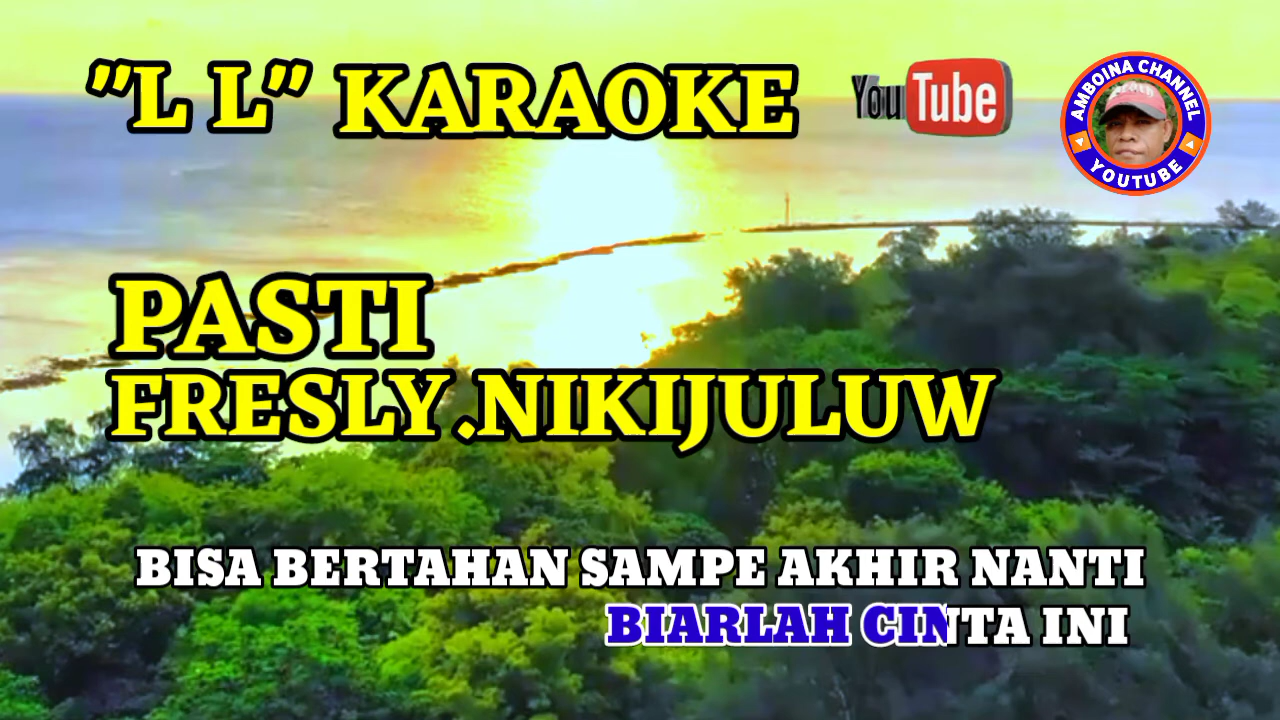 "L L" KARAOKE
YouTube
AMBOINA CHANNEL
YOUTUBE
PASTI
FRESLY.NIKIJULUW
BISA BERTAHAN SAMPE AKHIR NANTI
BIARLAH CINTA INI